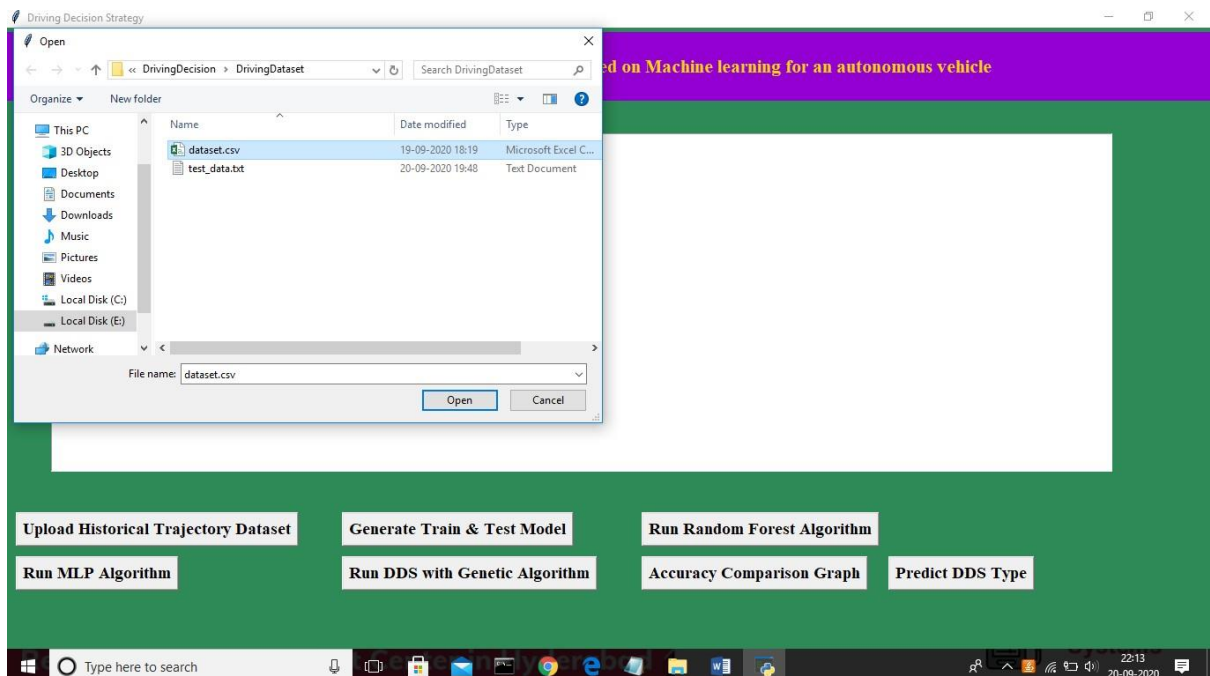 Driving Decision Strategy
Open
ed on Machine learning for an autonomous vehicle
« DrivingDecision > DrivingDataset
Search DrivingDataset
Organize
New folder
Name
Date modified
Type
This PC
3D Objects
Desktop
Documents
Downloads
Music
Pictures
Videos
Local Disk (C:)
Local Disk (E:)
Network
dataset.csv 19-09-2020 18:19 Microsoft Excel C...
test_data.txt 20-09-2020 19:48 Text Document
File name: dataset.csv
Open
Cancel
Upload Historical Trajectory Dataset
Generate Train & Test Model
Run Random Forest Algorithm
Run MLP Algorithm
Run DDS with Genetic Algorithm
Accuracy Comparison Graph
Predict DDS Type
Type here to search
22:13
20-09-2020